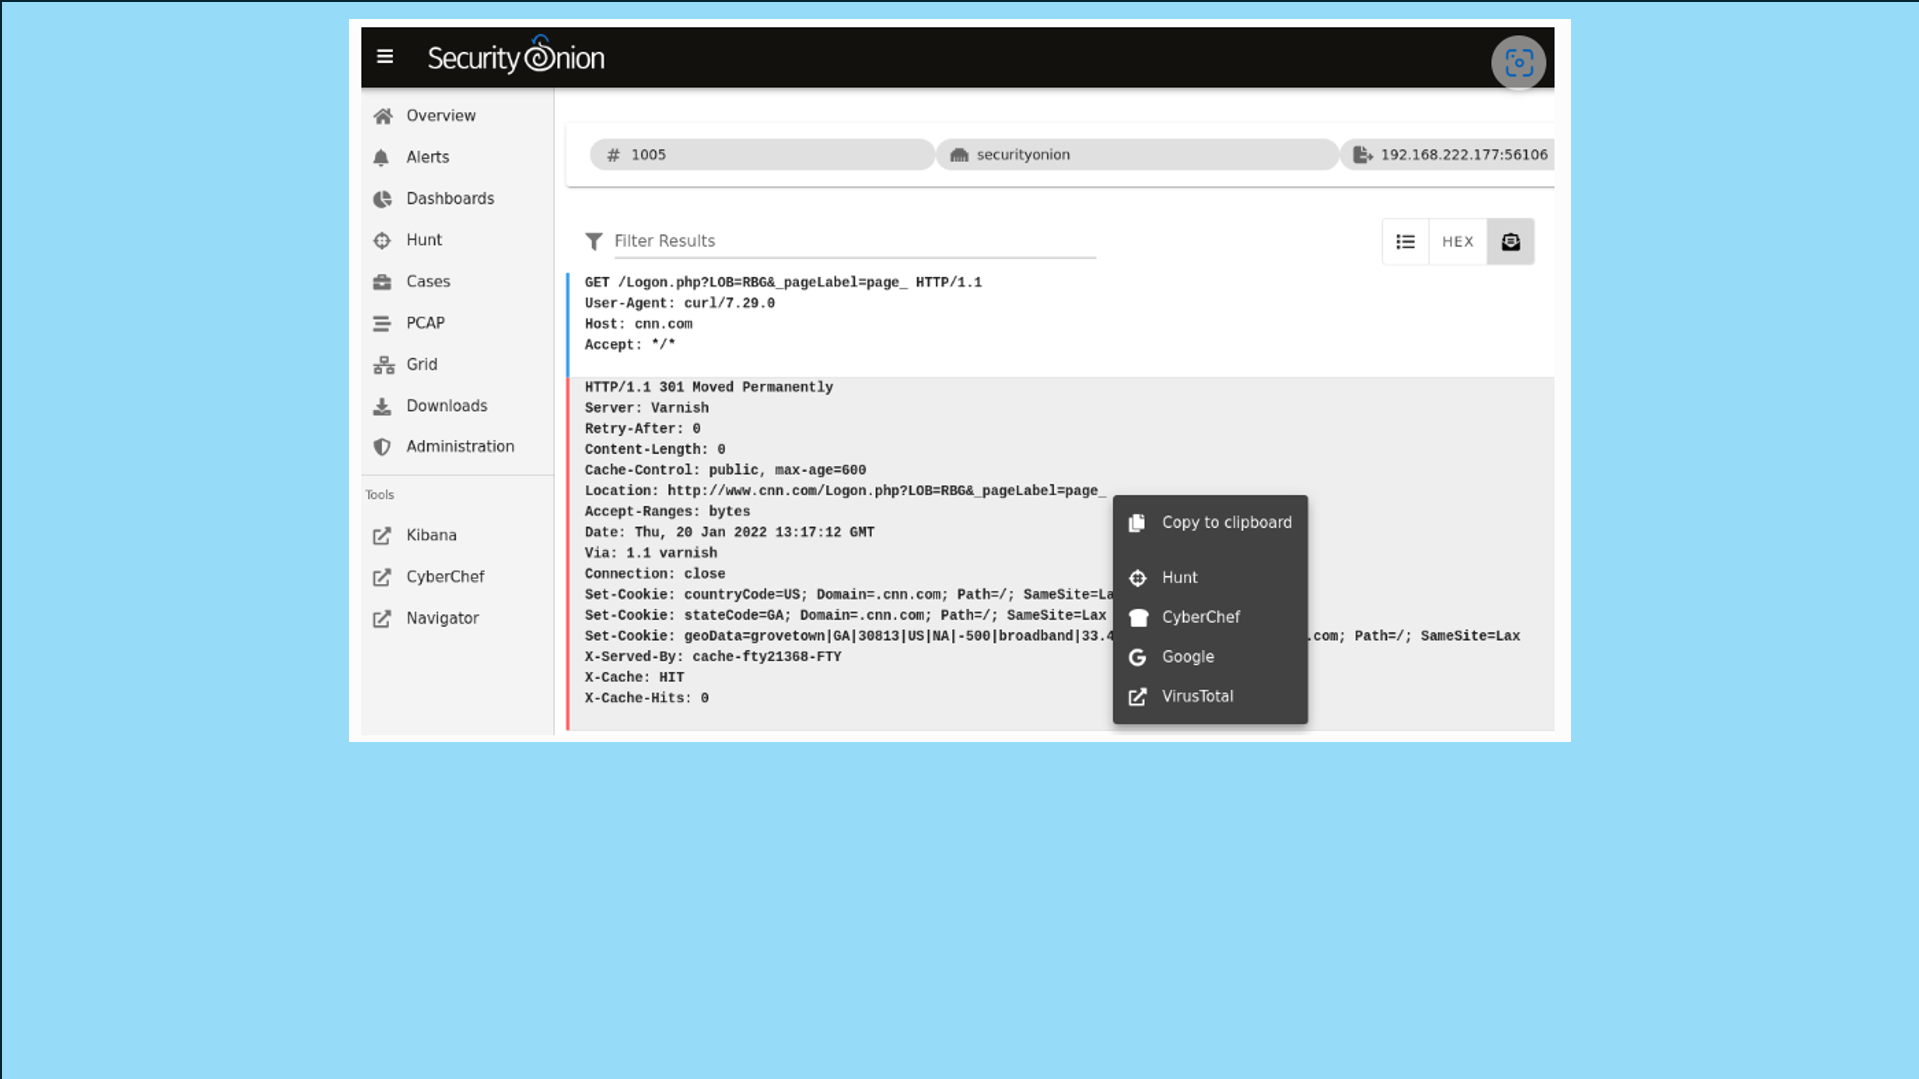 Security Onion
Overview
Alerts
Dashboards
Hunt
Cases
PCAP
Grid
Downloads
Administration
Tools
Kibana
CyberChef
Navigator
# 1005
securityonion
192.168.222.177:56106
Filter Results
HEX
GET /Logon.php?LOB=RBG&_pageLabel=page_ HTTP/1.1
User-Agent: curl/7.29.0
Host: cnn.com
Accept: */*
HTTP/1.1 301 Moved Permanently
Server: Varnish
Retry-After: 0
Content-Length: 0
Cache-Control: public, max-age=600
Location: http://www.cnn.com/Logon.php?LOB=RBG&_pageLabel=page_
Accept-Ranges: bytes
Date: Thu, 20 Jan 2022 13:17:12 GMT
Via: 1.1 varnish
Connection: close
Set-Cookie: countryCode=US; Domain=.cnn.com; Path=/; SameSite=La
Set-Cookie: stateCode=GA; Domain=.cnn.com; Path=/; SameSite=Lax
Set-Cookie: geoData=grovetown|GA|30813|US|NA|-500|broadband|33.4 .com; Path=/; SameSite=Lax
X-Served-By: cache-fty21368-FTY
X-Cache: HIT
X-Cache-Hits: 0
Copy to clipboard
Hunt
CyberChef
Google
VirusTotal